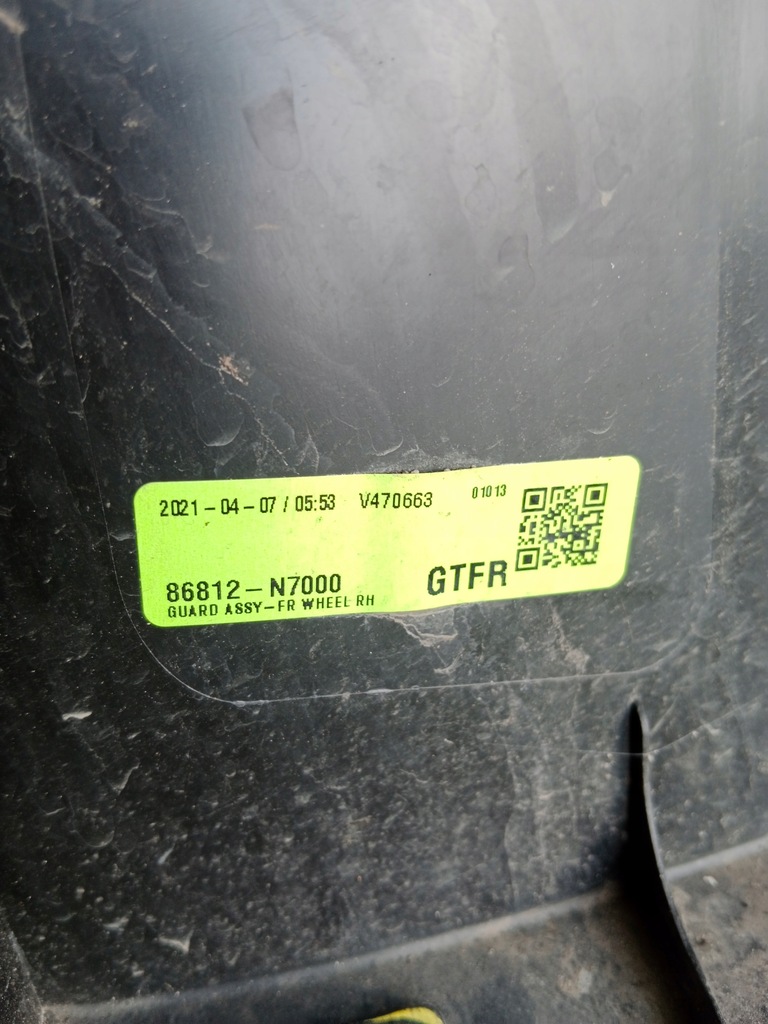 2021-04-07 / 05:53 V470663 01013
86812-N7000 GTFR
GUARD ASSY-FR WHEEL RH